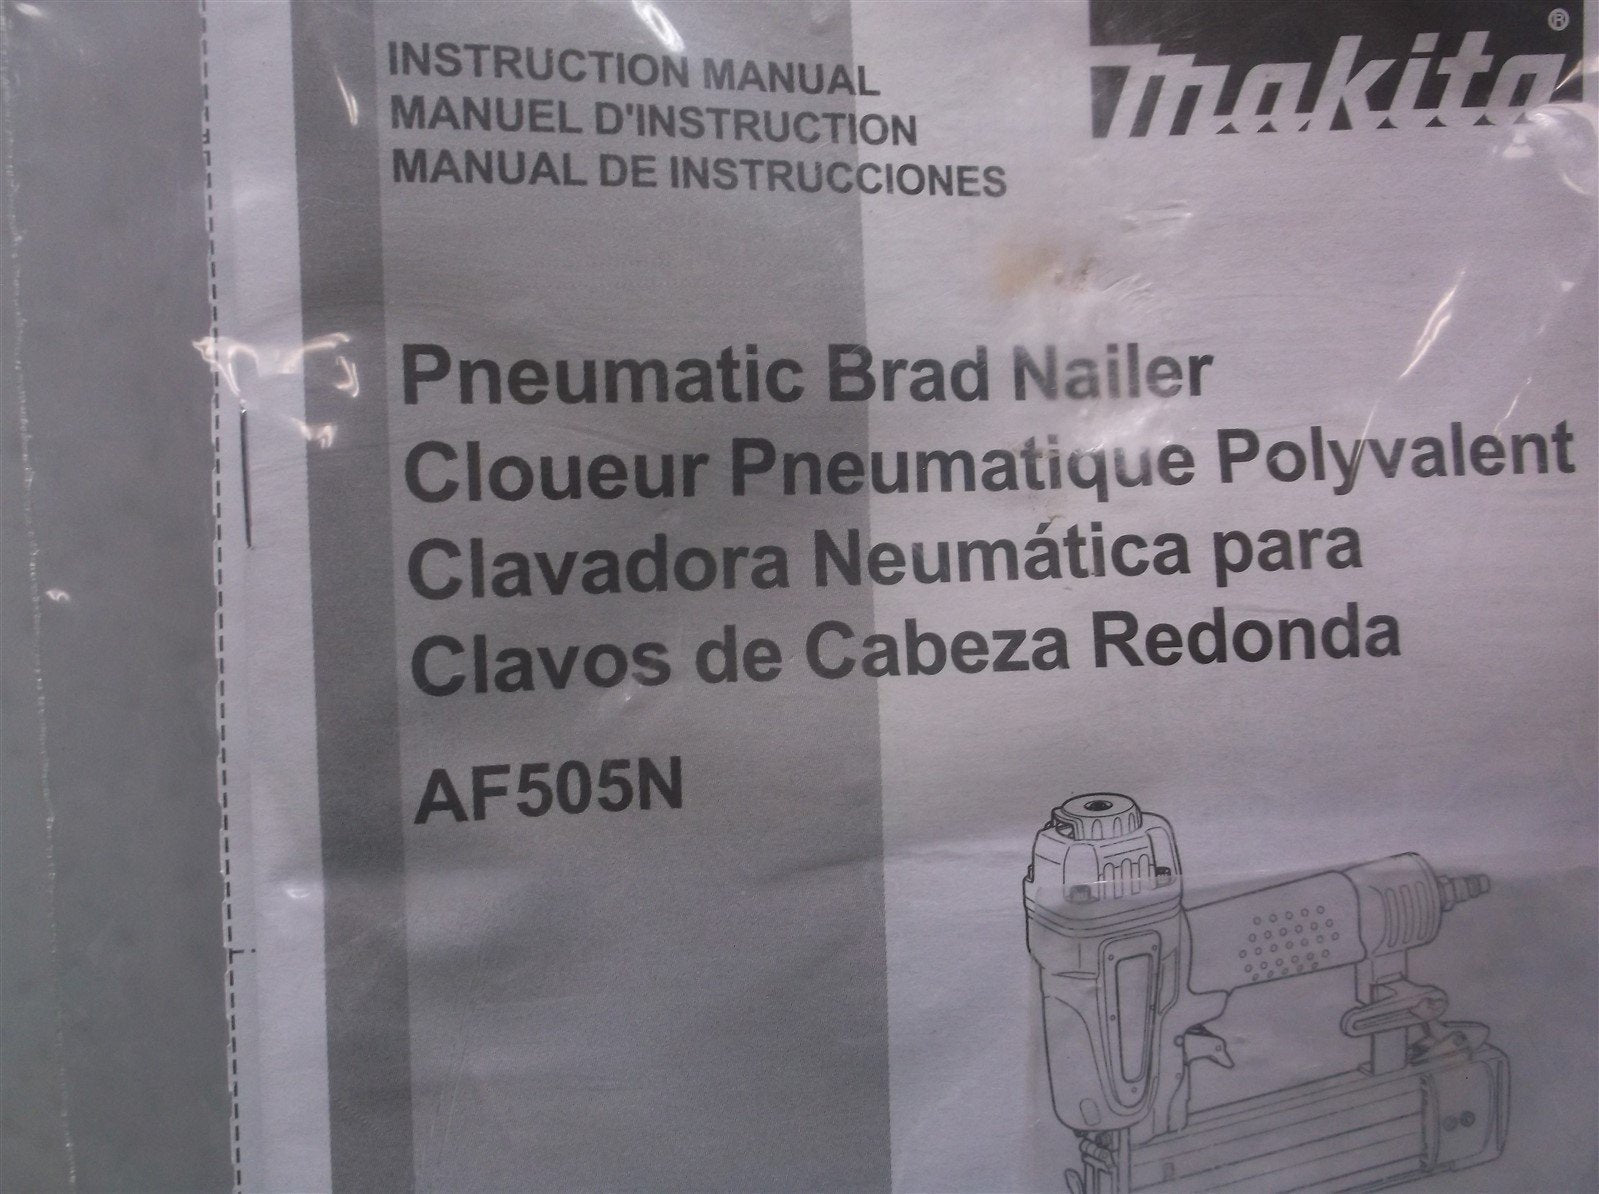 INSTRUCTION MANUAL
MANUEL D'INSTRUCTION
MANUAL DE INSTRUCCIONES
makita®
Pneumatic Brad Nailer
Cloueur Pneumatique Polyvalent
Clavadora Neumática para
Clavos de Cabeza Redonda
AF505N